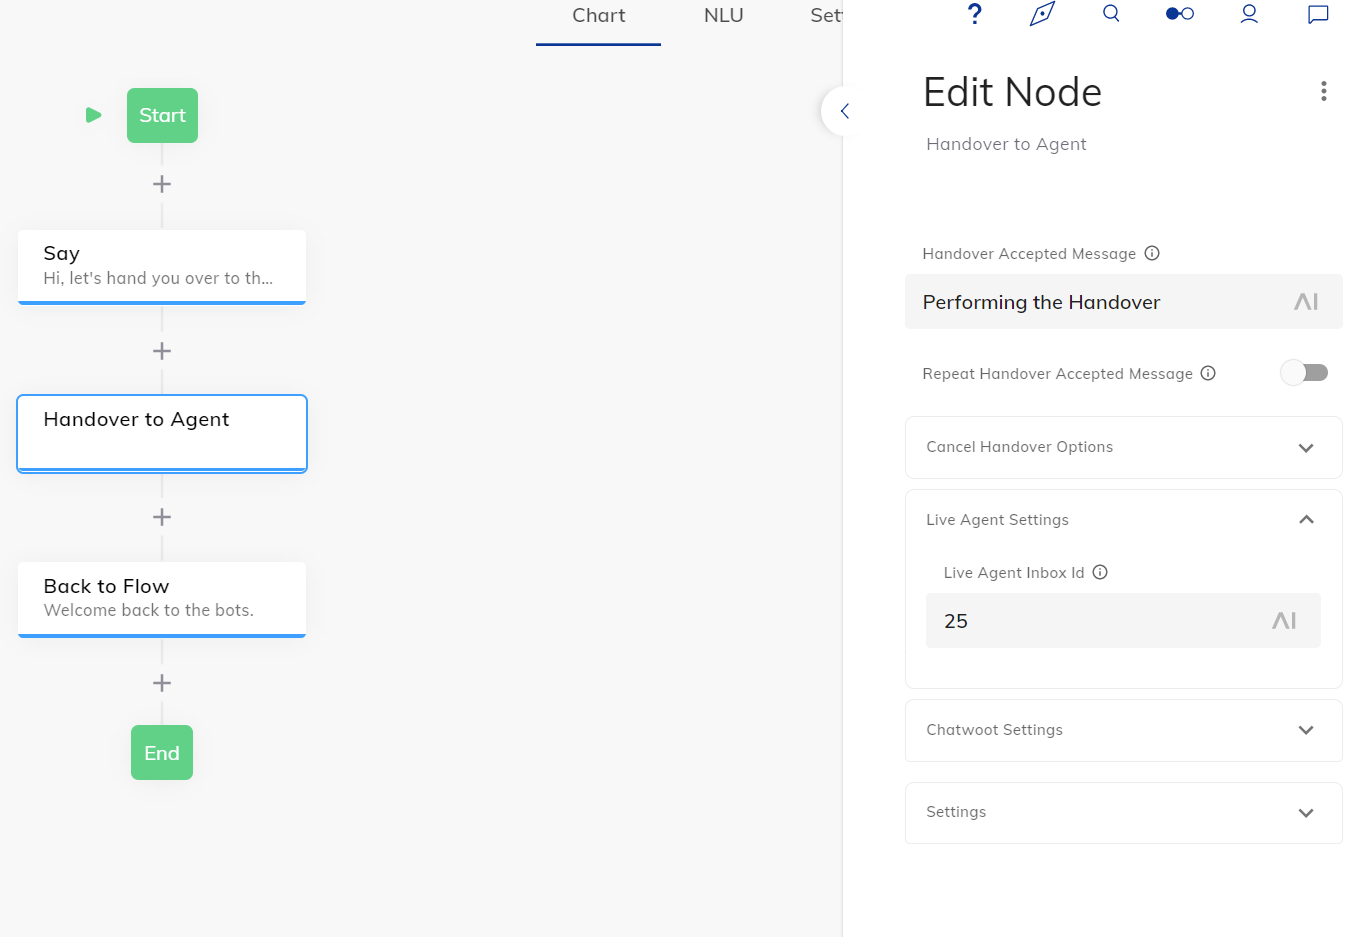 Chart
NLU
Start
Say
Hi, let's hand you over to th...
Handover to Agent
Back to Flow
Welcome back to the bots.
End
Edit Node
Handover to Agent
Handover Accepted Message
Performing the Handover
AI
Repeat Handover Accepted Message
Cancel Handover Options
Live Agent Settings
Live Agent Inbox Id
25
AI
Chatwoot Settings
Settings